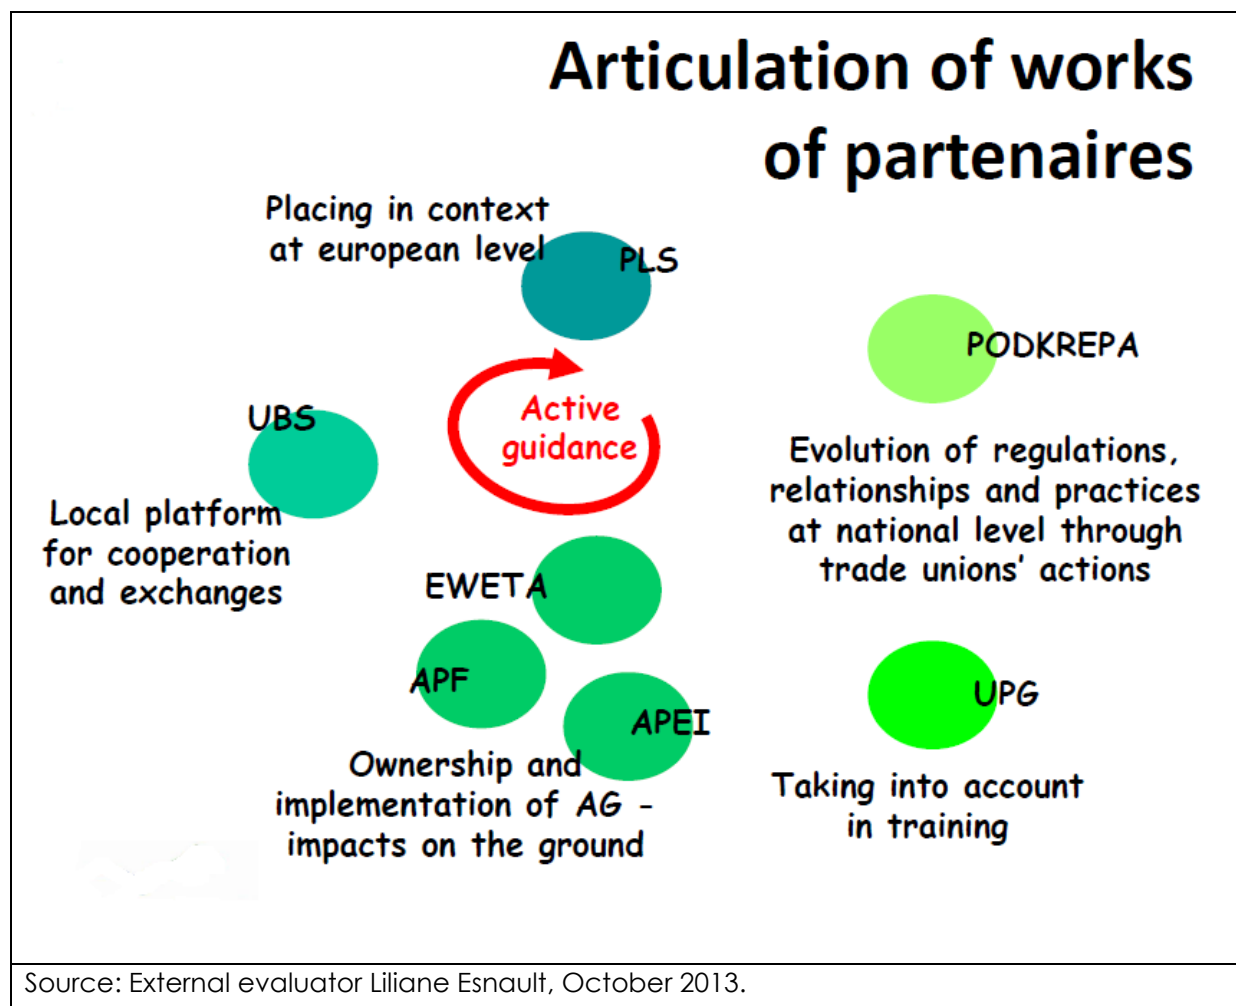 Articulation of works
of partenaires
Placing in context
at european level
PLS
PODKREPA
Active
guidance
UBS
Evolution of regulations,
relationships and practices
at national level through
trade unions' actions
Local platform
for cooperation
and exchanges
EWETA
APF
APEI
UPG
Ownership and
implementation of AG -
impacts on the ground
Taking into account
in training
Source: External evaluator Liliane Esnault, October 2013.